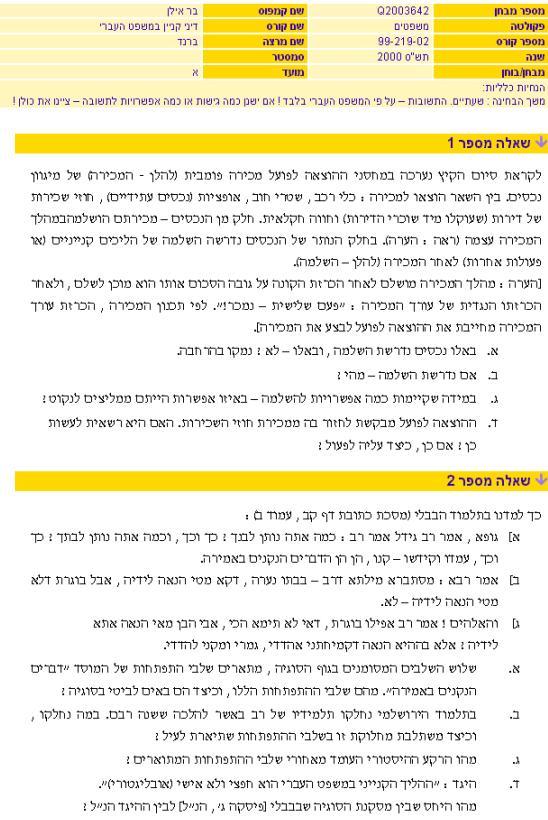 מספר מבחן Q2003642 שם קמפוס בר אילן
פקולטה משפטים שם קורס דיני קניין במשפט העברי
מספר קורס 99-219-02 שם מרצה ברנד
שנה תש"ס 2000 סמסטר
מבחן/בוחן מועד א
הנחיות כלליות:
משך הבחינה : שעתיים. התשובות – על פי המשפט העברי בלבד ! אם ישנן כמה גישות או כמה אפשרויות לתשובה – ציינו את כולן !
שאלה מספר 1
לקראת סיום הקיץ נערכה במחסני ההוצאה לפועל מכירה פומבית (להלן - המכירה) של מיגוון
נכסים. בין השאר הוצאו למכירה : כלי רכב , שטרי חוב , אופציות (נכסים עתידיים) , חוזי שכירות
של דירות (שעוקלו מיד שוכרי הדירות) וחווה חקלאית. חלק מן הנכסים – מכירתם הושלמהבמהלך
המכירה עצמה (ראה : הערה). בחלק הנותר של הנכסים נדרשה השלמה של הליכים קנייניים (או
פעולות אחרות) לאחר המכירה (להלן – השלמה).
[הערה : מהלך המכירה מושלם לאחר הכרזת הקונה על גובה הסכום אותו הוא מוכן לשלם , ולאחר
הכרזתו הנגדית של עורך המכירה : "פעם שלישית – נמכר!". לפי תכנון המכירה , הכרזת עורך
המכירה מחייבת את ההוצאה לפועל לבצע את המכירה].
א. באלו נכסים נדרשת השלמה , ובאלו – לא ? נמקו בהרחבה.
ב. אם נדרשת השלמה – מהי ?
ג. במידה שקיימות כמה אפשרויות להשלמה – באיזו אפשרות הייתם ממליצים לנקוט ?
ד. ההוצאה לפועל מבקשת לחזור בה ממכירת חוזי השכירות. האם היא רשאית לעשות
כן ? אם כן , כיצד עליה לפעול ?
שאלה מספר 2
כך למדנו בתלמוד הבבלי (מסכת כתובת דף קב , עמוד ב) :
א] גופא , אמר רב גידל אמר רב : כמה אתה נותן לבנך ? כך וכך , וכמה אתה נותן לבתך ? כך
וכך , עמדו וקידשו – קנו , הן הן הדברים הנקנים באמירה.
ב] אמר רבא : מסתברא מילתא דרב – בבתו נערה , דקא מטי הנאה לידיה , אבל בוגרת דלא
מטי הנאה לידיה – לא.
ג] והאלהים ! אמר רב אפילו בוגרת , דאי לא תימא הכי , אבי הבן מאי הנאה אתא
לידיה ? אלא בההיא הנאה דקמיחתני אהדדי , גמרי ומקני להדדי.
א. שלוש השלבים המסומנים בגוף הסוגיה , מתארים שלבי התפתחות של המוסד "דברים
הנקנים באמירה". מהם שלבי ההתפתחות הללו , וכיצד הם באים לביטי בסוגיה ?
ב. בתלמוד הירושלמי נחלקו תלמידיו של רב באשר להלכה ששנה רבם. במה נחלקו ,
וכיצד משתלבת מחלוקת זו בשלבי ההתפתחות שתיארת לעיל ?
ג. מהו הרקע ההיסטורי העומד מאחורי שלבי ההתפתחות המתוארים ?
ד. היגד : "ההליך הקנייני במשפט העברי הוא חפצי ולא אישי (אובליגטורי)".
מהו היחס שבין מסקנת הסוגיה שבבבלי [פיסקה ג' , הנ"ל] לבין ההיגד הנ"ל ?